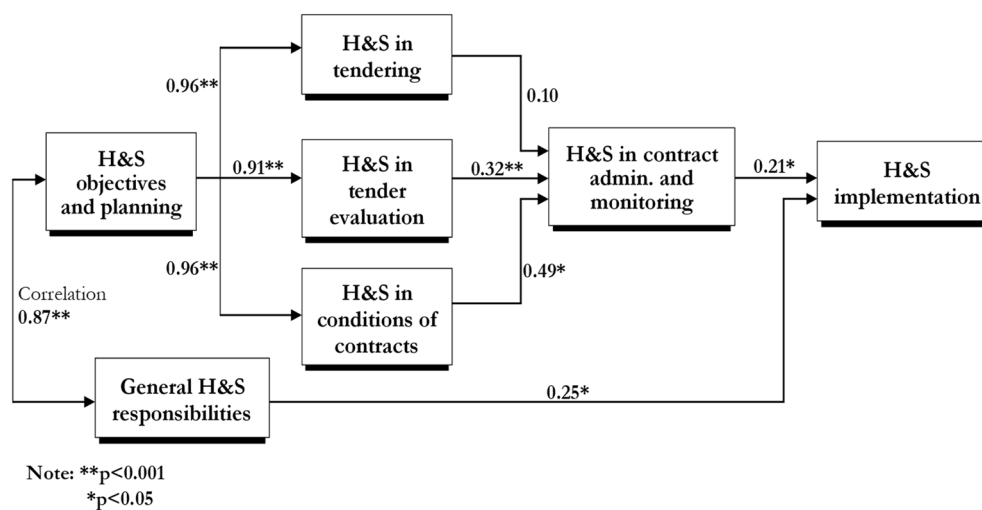 H&S in
tendering
0.96**
0.10
H&S
objectives
and planning
0.91**
H&S in
tender
evaluation
0.32**
H&S in contract
admin. and
monitoring
0.21*
H&S
implementation
0.96**
0.49*
H&S in
conditions of
contracts
Correlation
0.87**
General H&S
responsibilities
0.25*
Note: **p<0.001
*p<0.05